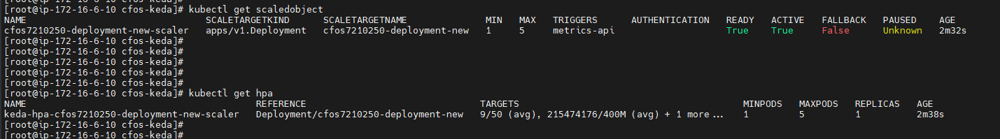 [root@ip-172-16-6-10 cfos-keda]# kubectl get scaledobject
NAME SCALETARGETKIND SCALETARGETNAME MIN MAX TRIGGERS AUTHENTICATION READY ACTIVE FALLBACK PAUSED AGE
cfos7210250-deployment-new-scaler apps/v1.Deployment cfos7210250-deployment-new 1 5 metrics-api True True False Unknown 2m32s
[root@ip-172-16-6-10 cfos-keda]#
[root@ip-172-16-6-10 cfos-keda]#
[root@ip-172-16-6-10 cfos-keda]#
[root@ip-172-16-6-10 cfos-keda]#
[root@ip-172-16-6-10 cfos-keda]#
[root@ip-172-16-6-10 cfos-keda]# kubectl get hpa
NAME REFERENCE TARGETS MINPODS MAXPODS REPLICAS AGE
keda-hpa-cfos7210250-deployment-new-scaler Deployment/cfos7210250-deployment-new 9/50 (avg), 215474176/400M (avg) + 1 more... 1 5 1 2m38s
[root@ip-172-16-6-10 cfos-keda]#
[root@ip-172-16-6-10 cfos-keda]#